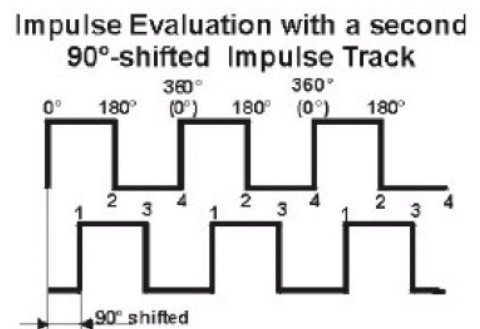 Impulse Evaluation with a second
90°-shifted Impulse Track
360° 360°
0° 180° (0°) 180° (0°) 180°
2 4 2 4 2 4
1 3 1 3 1 3
90° shifted